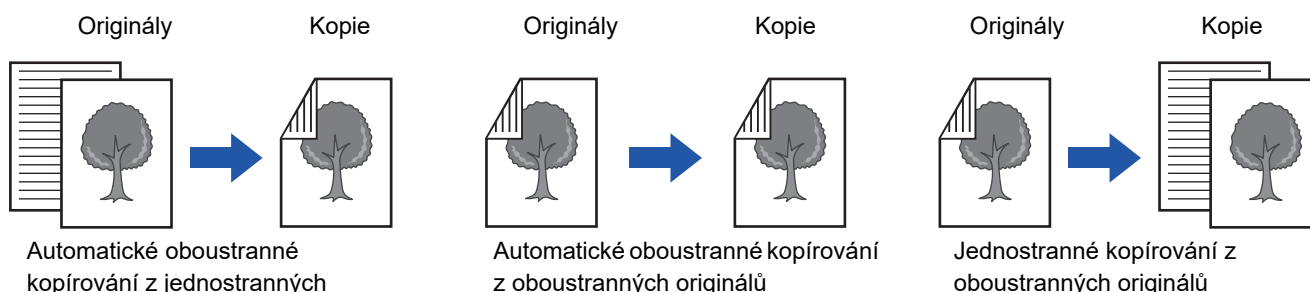 Originály Kopie Originály Kopie Originály Kopie
Automatické oboustranné
kopírování z jednostranných
Automatické oboustranné kopírování
z oboustranných originálů
Jednostranné kopírování z
oboustranných originálů